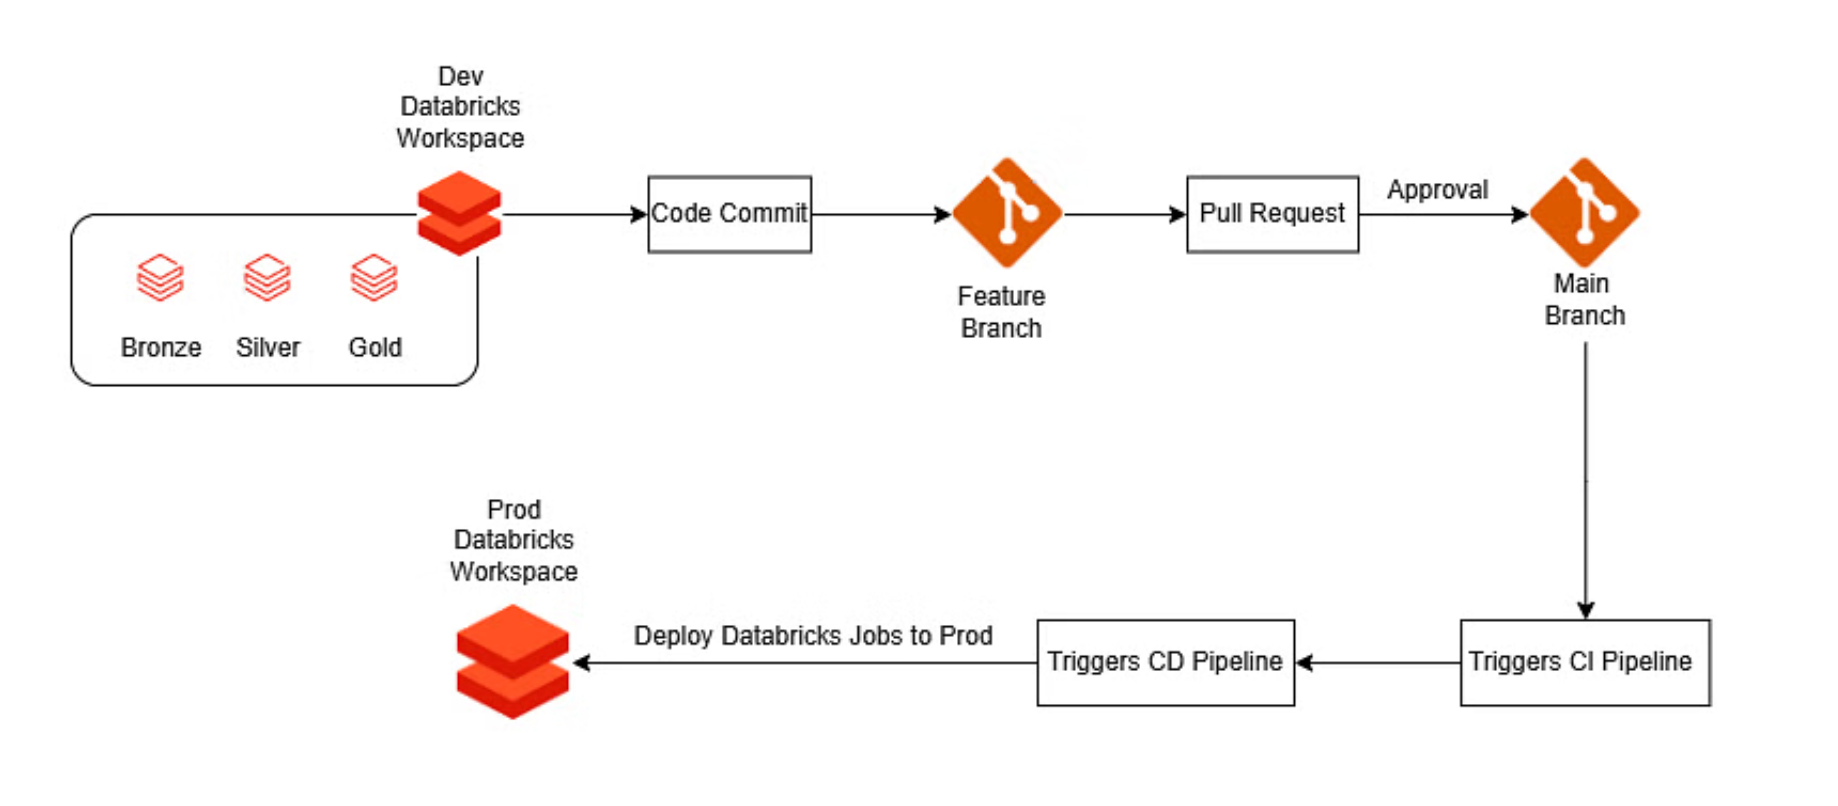 Dev
Databricks
Workspace
Bronze
Silver
Gold
Code Commit
Feature
Branch
Pull Request
Approval
Main
Branch
Triggers CI Pipeline
Triggers CD Pipeline
Deploy Databricks Jobs to Prod
Prod
Databricks
Workspace